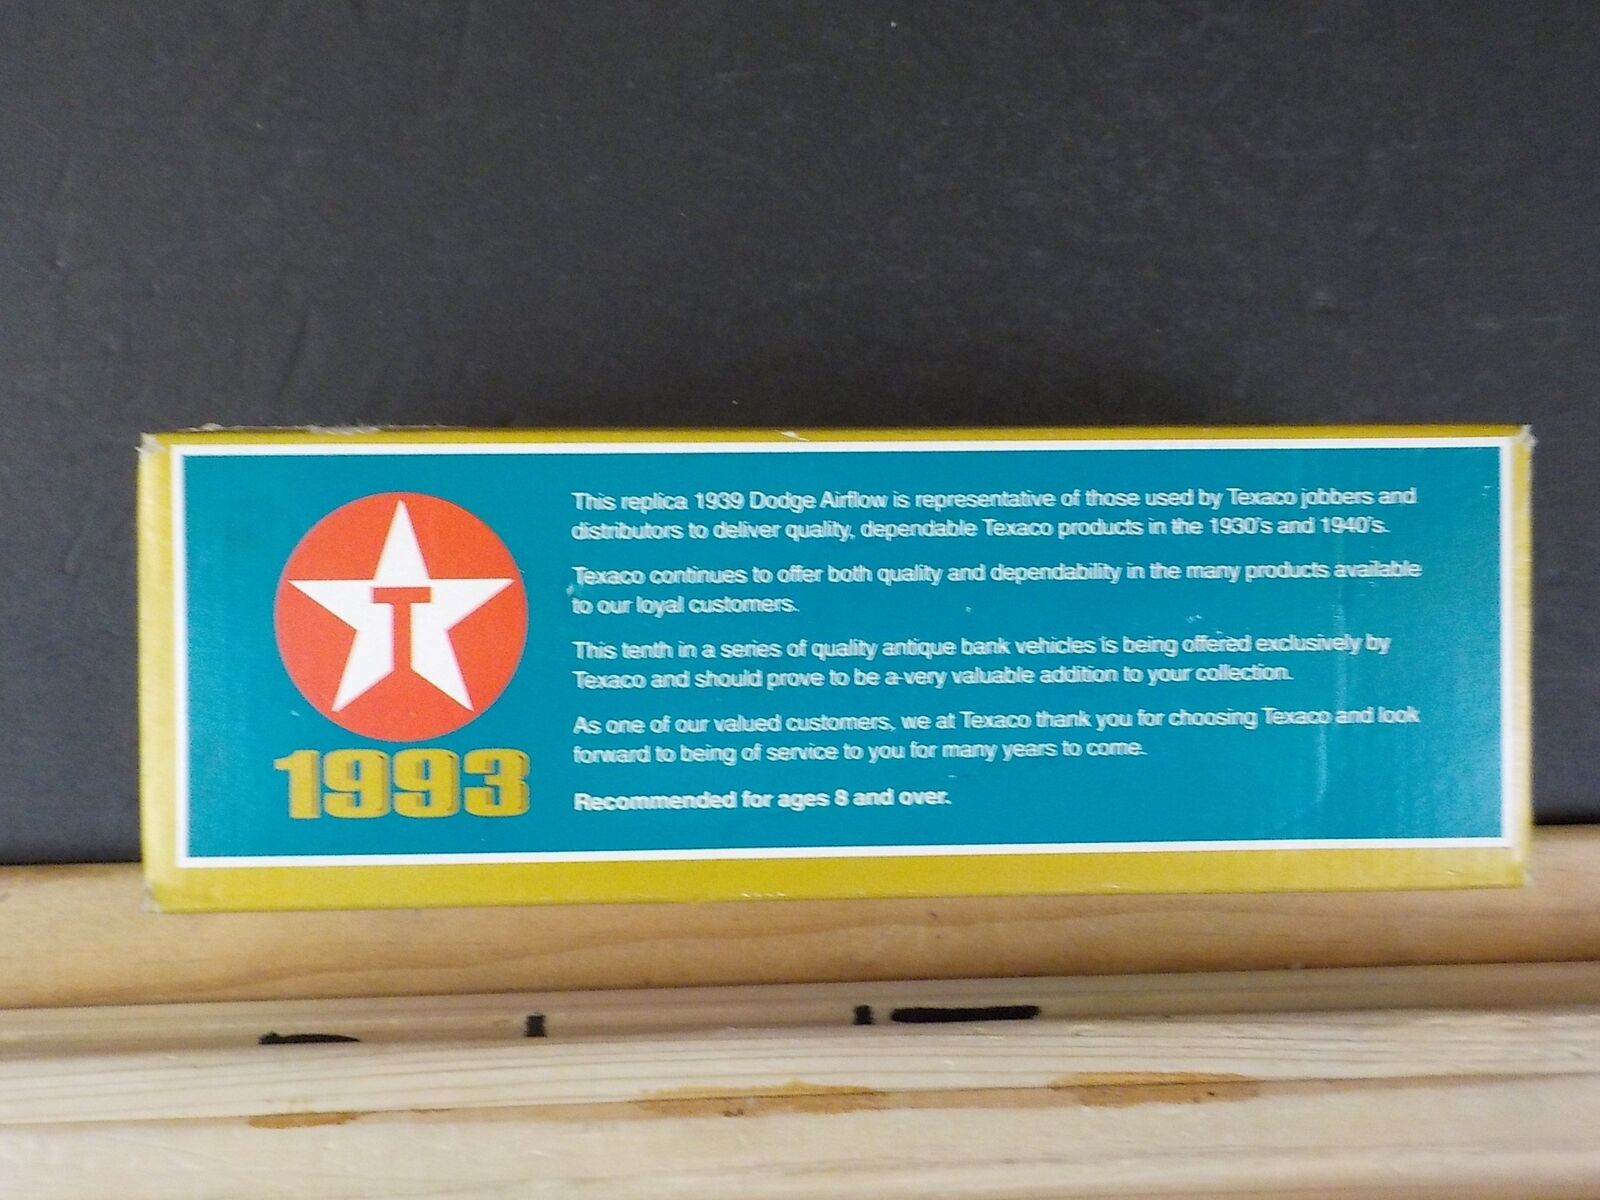 T
1993
This replica 1939 Dodge Airflow is representative of those used by Texaco jobbers and
distributors to deliver quality, dependable Texaco products in the 1930's and 1940's.
Texaco continues to offer both quality and dependability in the many products available
to our loyal customers.
This tenth in a series of quality antique bank vehicles is being offered exclusively by
Texaco and should prove to be a very valuable addition to your collection.
As one of our valued customers, we at Texaco thank you for choosing Texaco and look
forward to being of service to you for many years to come.
Recommended for ages 8 and over.